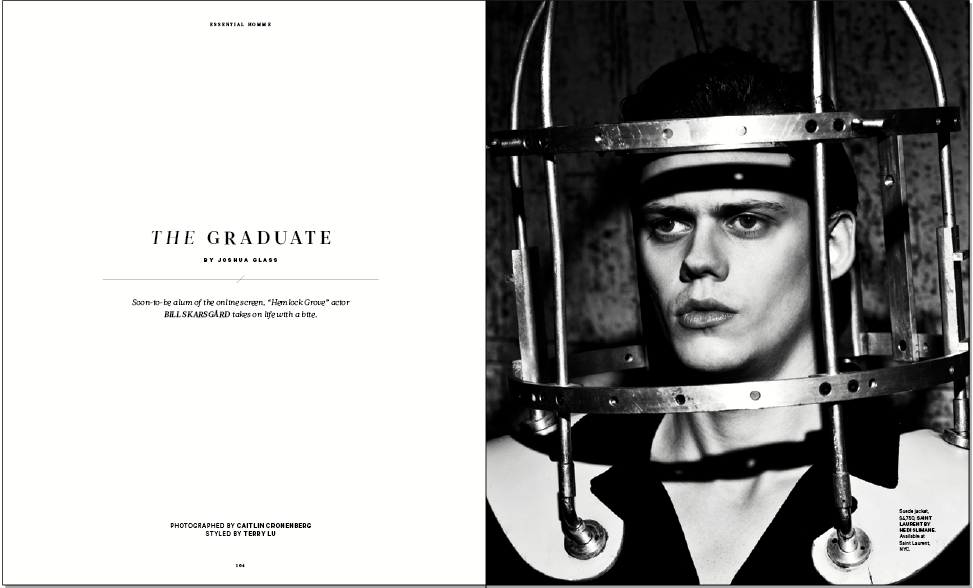 ESSENTIAL HOMME
THE GRADUATE
BY JOSHUA GLASS
Soon-to-be alum of the online screen, “Hemlock Grove” actor
BILL SKARSGÅRD takes on life with a bite.
PHOTOGRAPHED BY CAITLIN CRONENBERG
STYLED BY TERRY LU
104
Suede jacket,
SAINT
LAURENT BY
HEDI SLIMANE.
Available at
Saint Laurent,
NYC.